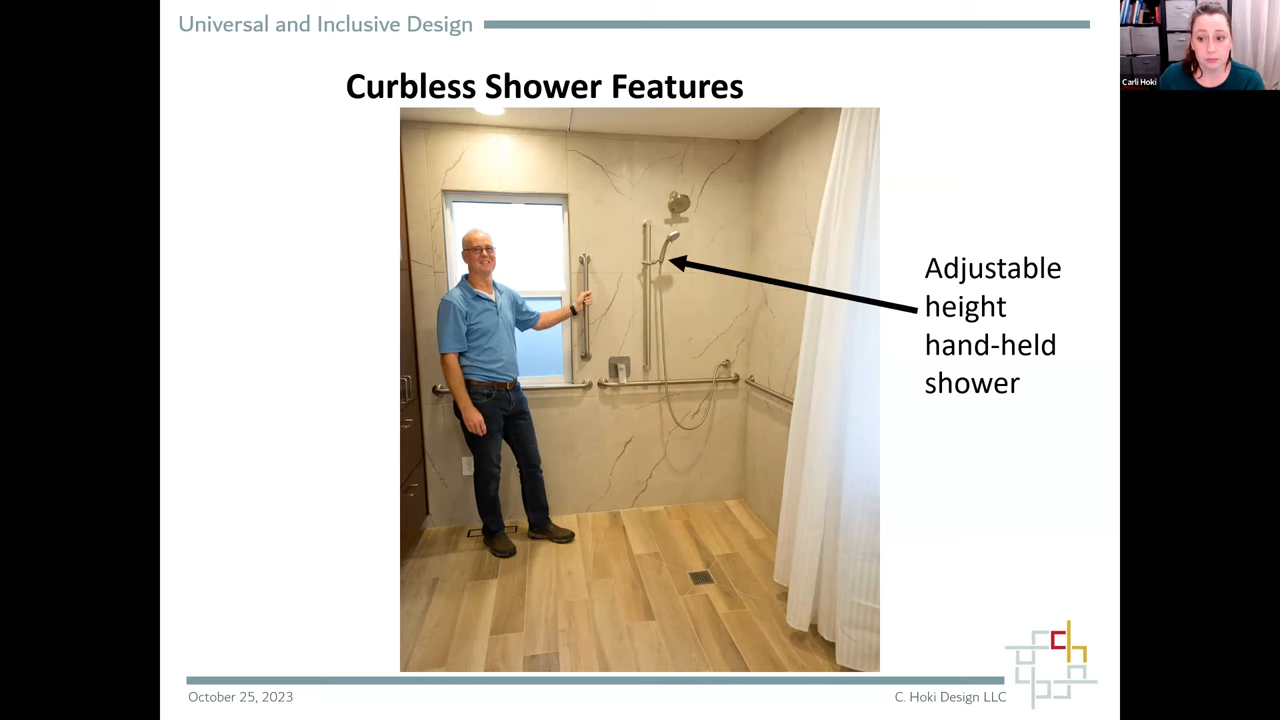 Universal and Inclusive Design
Carli Hoki
Curbless Shower Features
Adjustable
height
hand-held
shower
ch
October 25, 2023
C. Hoki Design LLC